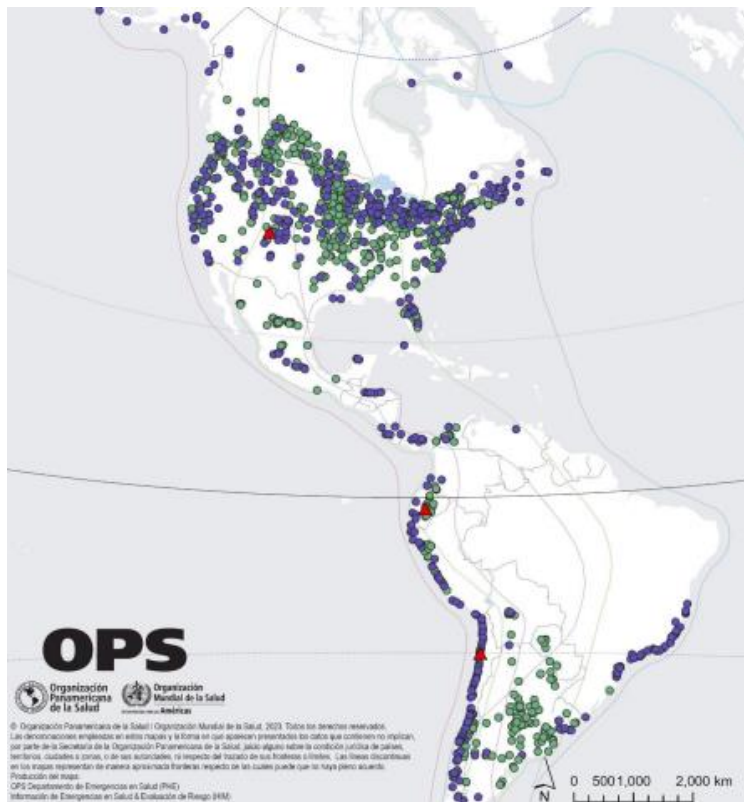 OPS
Organización
Panamericana
de la Salud
Organización
Mundial de la Salud
Américas
© Organización Panamericana de la Salud / Organización Mundial de la Salud, 2023. Todos los derechos reservados.
Las denominaciones empleadas en estos mapas y la forma en que aparecen presentados los datos que contienen no implican,
por parte de la Secretaría de la Organización Panamericana de la Salud, juicio alguno sobre la condición jurídica de países,
territorios, ciudades o zonas, o de sus autoridades, ni respecto del trazado de sus fronteras o límites. Las líneas discontinuas
en los mapas representan de manera aproximada fronteras respecto de las cuales puede que no haya pleno acuerdo.
Producción del mapa:
OPS Departamento de Emergencias en Salud (PHE)
Información de Emergencias en Salud & Evaluación de Riesgo (HIM)
N
0 500 1,000 2,000 km